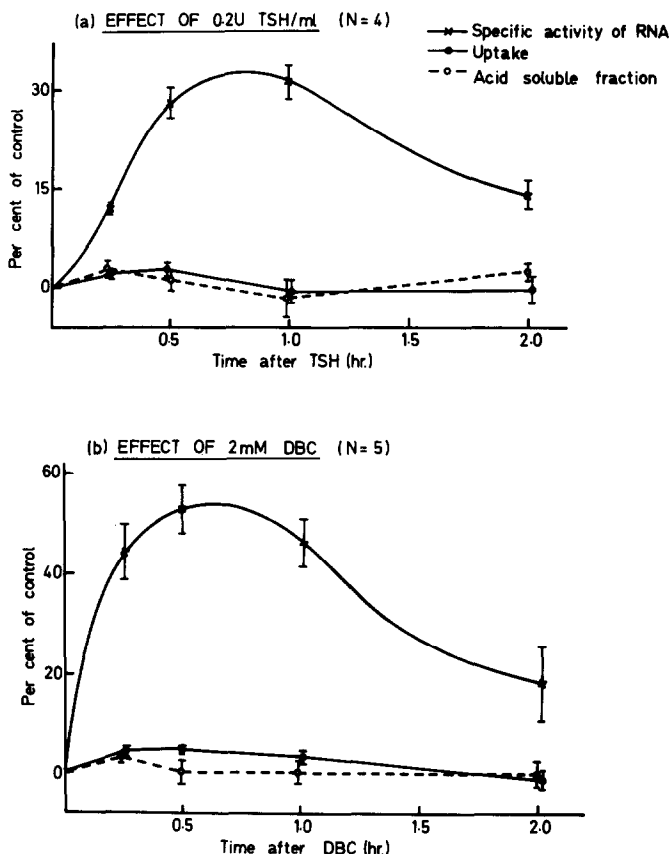 (a) EFFECT OF 0.2U TSH/ml (N = 4)
Specific activity of RNA
Uptake
Acid soluble fraction
Per cent of control
30
15
0
0.5
1.0
1.5
2.0
Time after TSH (hr.)
(b) EFFECT OF 2mM DBC (N = 5)
Per cent of control
60
40
20
0
0.5
1.0
1.5
2.0
Time after DBC (hr.)